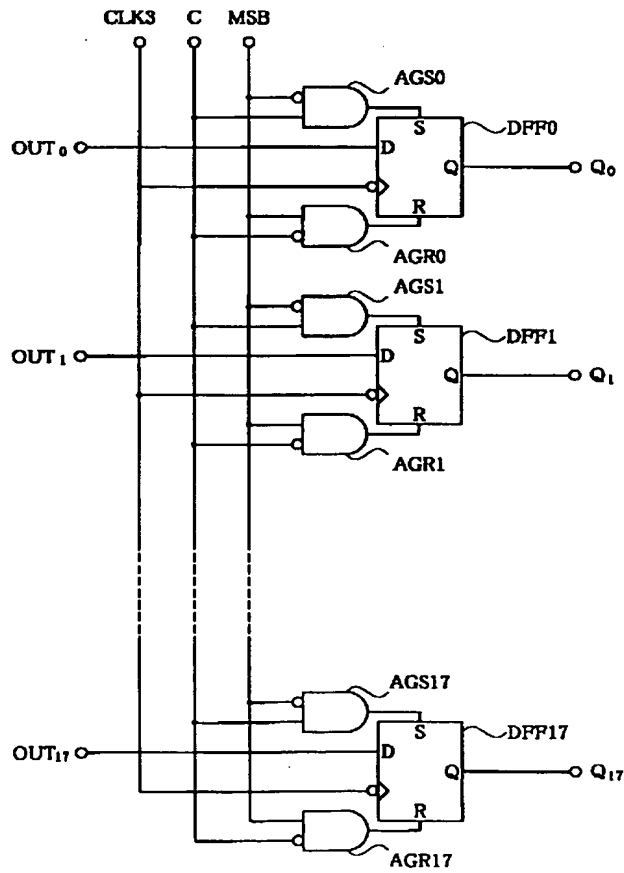 CLK3 C MSB
AGS0
S
DFF0
OUT0
D
Q
Q0
R
AGR0
AGS1
S
DFF1
OUT1
D
Q
Q1
R
AGR1
AGS17
S
DFF17
OUT17
D
Q
Q17
R
AGR17